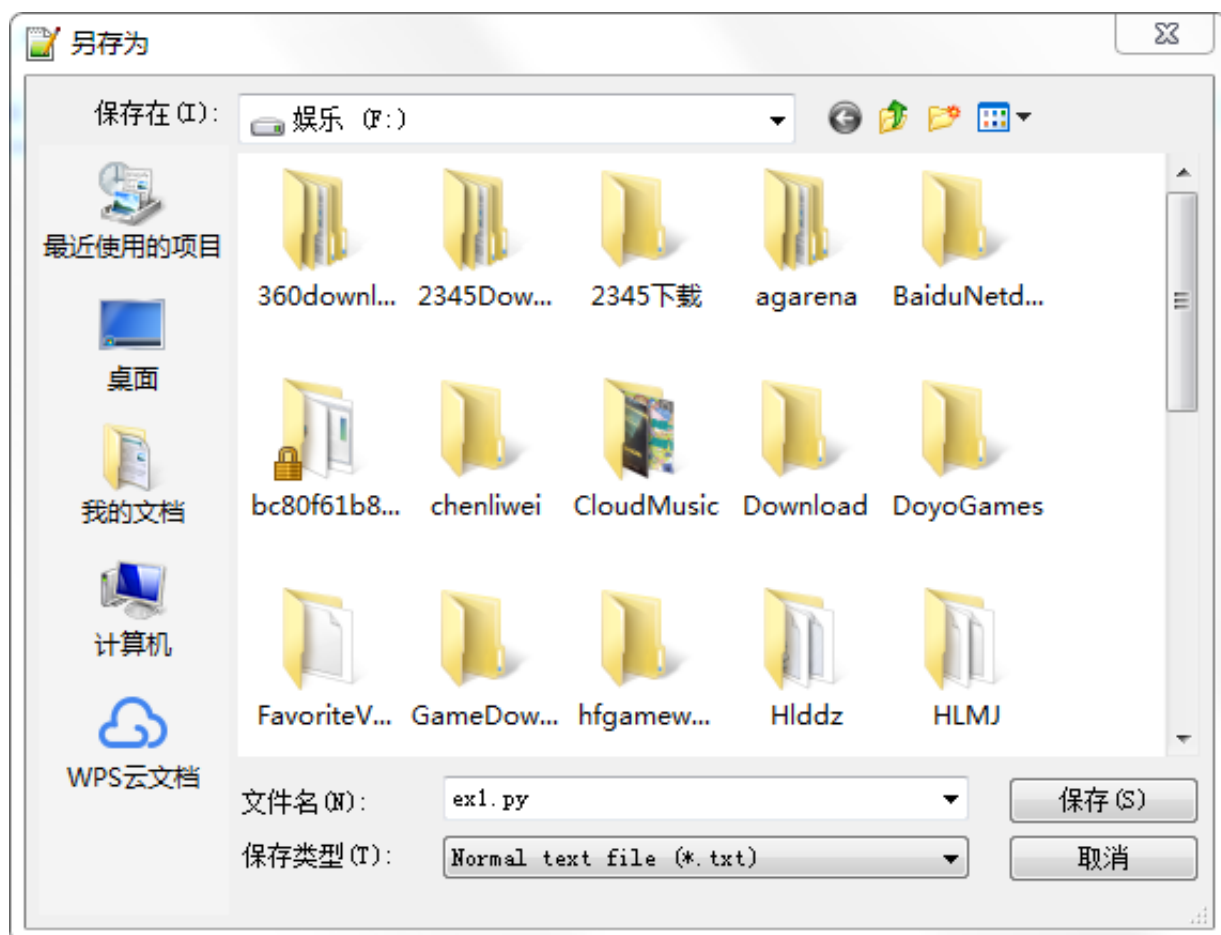 另存为
保存在(I):
娱乐 (F:)
最近使用的项目
桌面
我的文档
计算机
WPS云文档
360downl... 2345Dow... 2345下载 agarena BaiduNetd...
bc80f61b8... chenliwei CloudMusic Download DoyoGames
FavoriteV... GameDow... hfgamew... Hlddz HLMJ
文件名(N): ex1.py 保存(S)
保存类型(T): Normal text file (*.txt) 取消